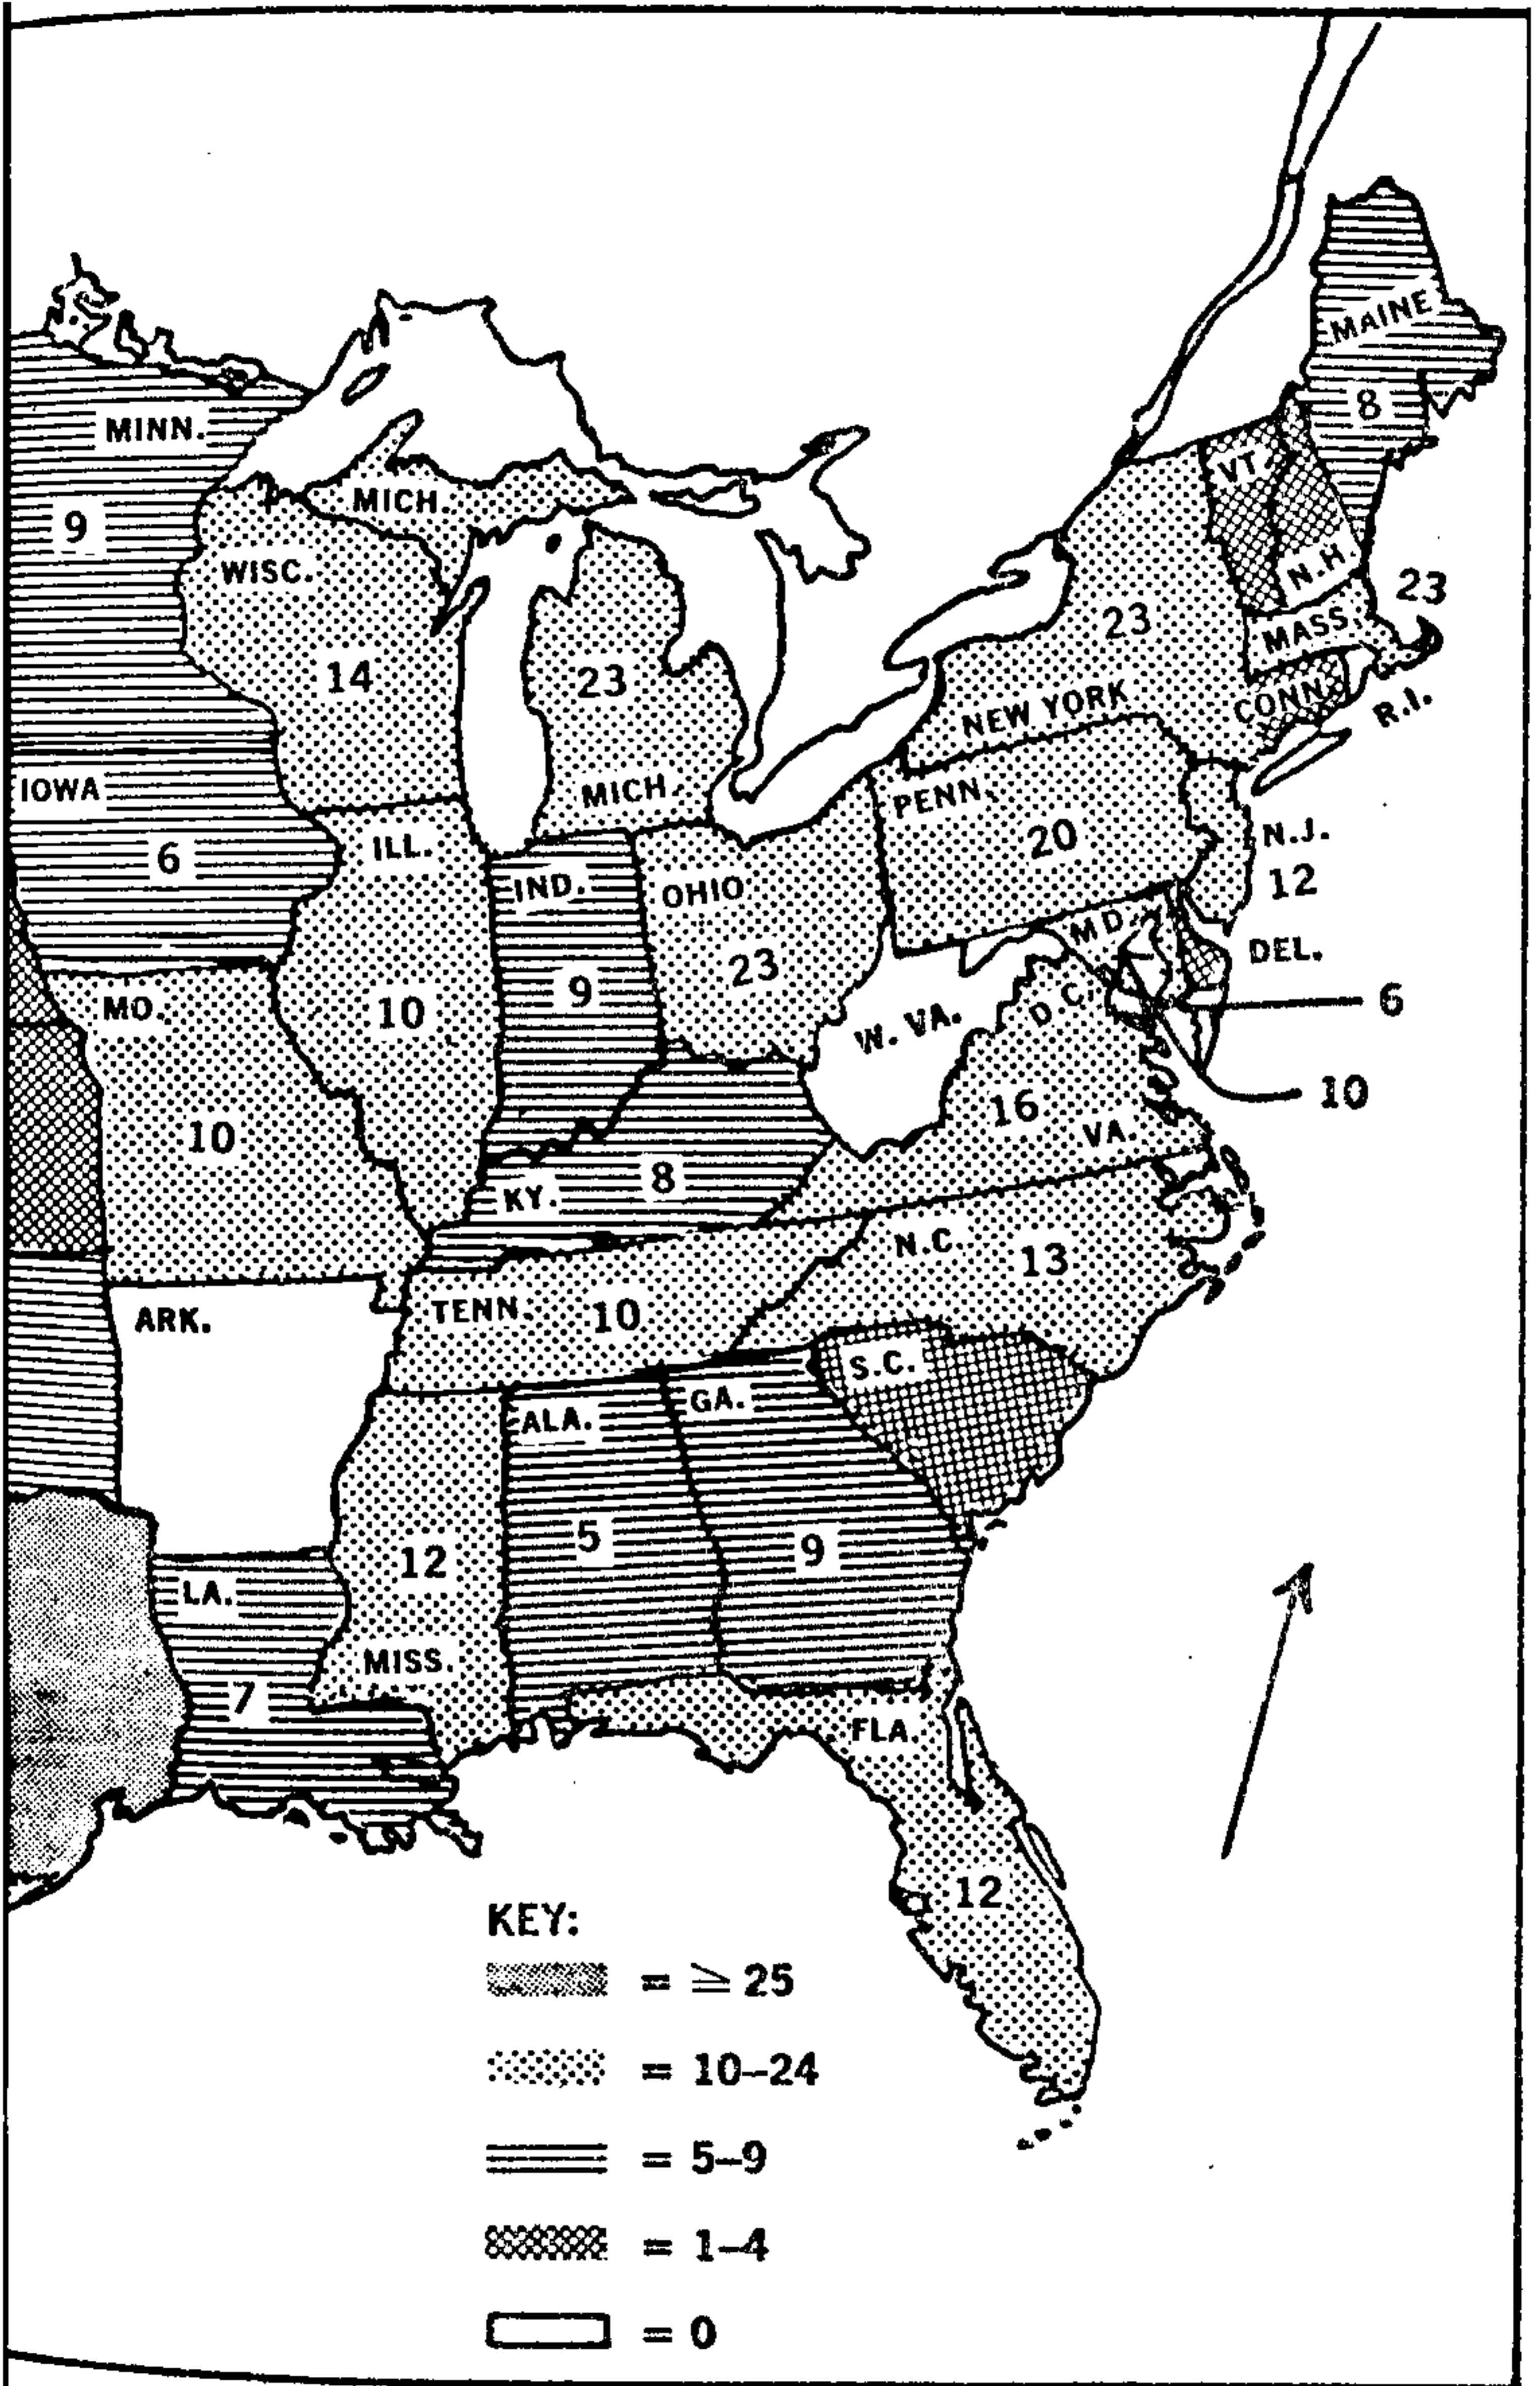 MAINE
8
MINN.
9
MICH.
VT.
N.H.
WISC.
14
23
MICH.
23
NEW YORK
MASS.
23
CONN.
R.I.
IOWA
6
ILL.
10
IND.
9
OHIO
23
PENN.
20
N.J.
12
MD.
DEL.
D.C.
6
10
W. VA.
MO.
10
16
VA.
KY.
8
N.C.
13
ARK.
TENN.
10
S.C.
ALA.
5
GA.
9
12
MISS.
LA.
7
FLA.
12
KEY:
= ≧ 25
= 10–24
= 5–9
= 1–4
= 0